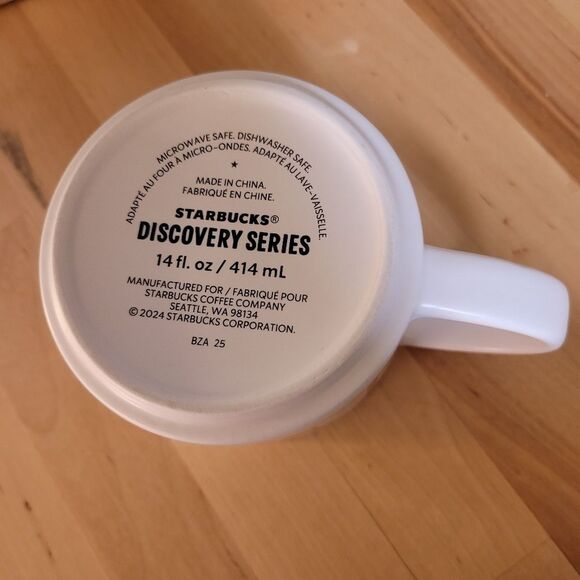 MICROWAVE SAFE. DISHWASHER SAFE.
ADAPTÉ AU FOUR À MICRO-ONDES. ADAPTÉ AU LAVE-VAISSELLE.
MADE IN CHINA.
FABRIQUÉ EN CHINE.
STARBUCKS®
DISCOVERY SERIES
14 fl. oz / 414 mL
MANUFACTURED FOR / FABRIQUÉ POUR
STARBUCKS COFFEE COMPANY
SEATTLE, WA 98134
© 2024 STARBUCKS CORPORATION.
BZA 25